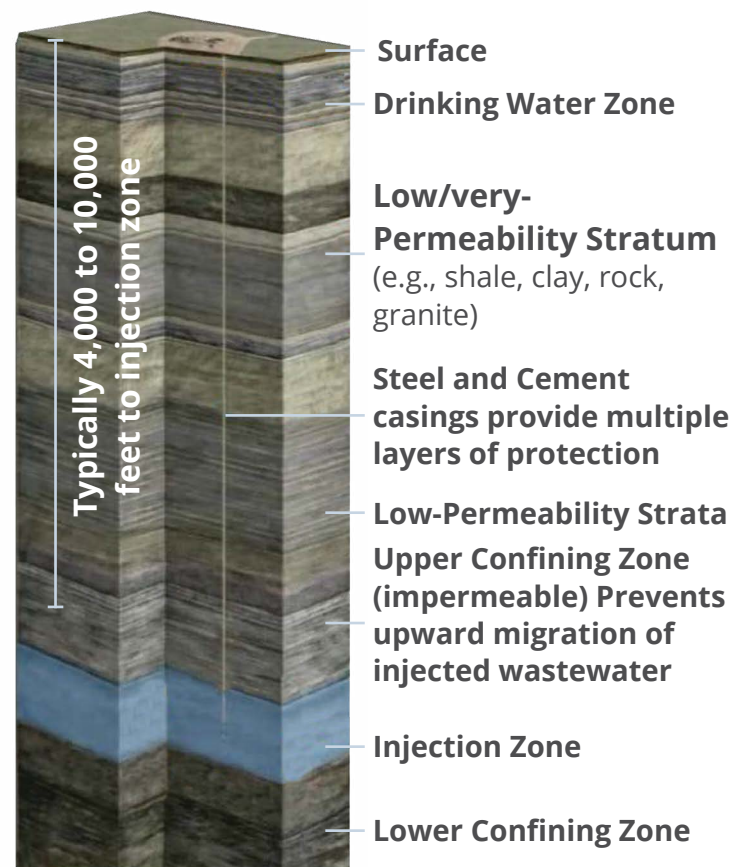 Surface
Drinking Water Zone
Typically 4,000 to 10,000
feet to injection zone
Low/very-
Permeability Stratum
(e.g., shale, clay, rock,
granite)
Steel and Cement
casings provide multiple
layers of protection
Low-Permeability Strata
Upper Confining Zone
(impermeable) Prevents
upward migration of
injected wastewater
Injection Zone
Lower Confining Zone